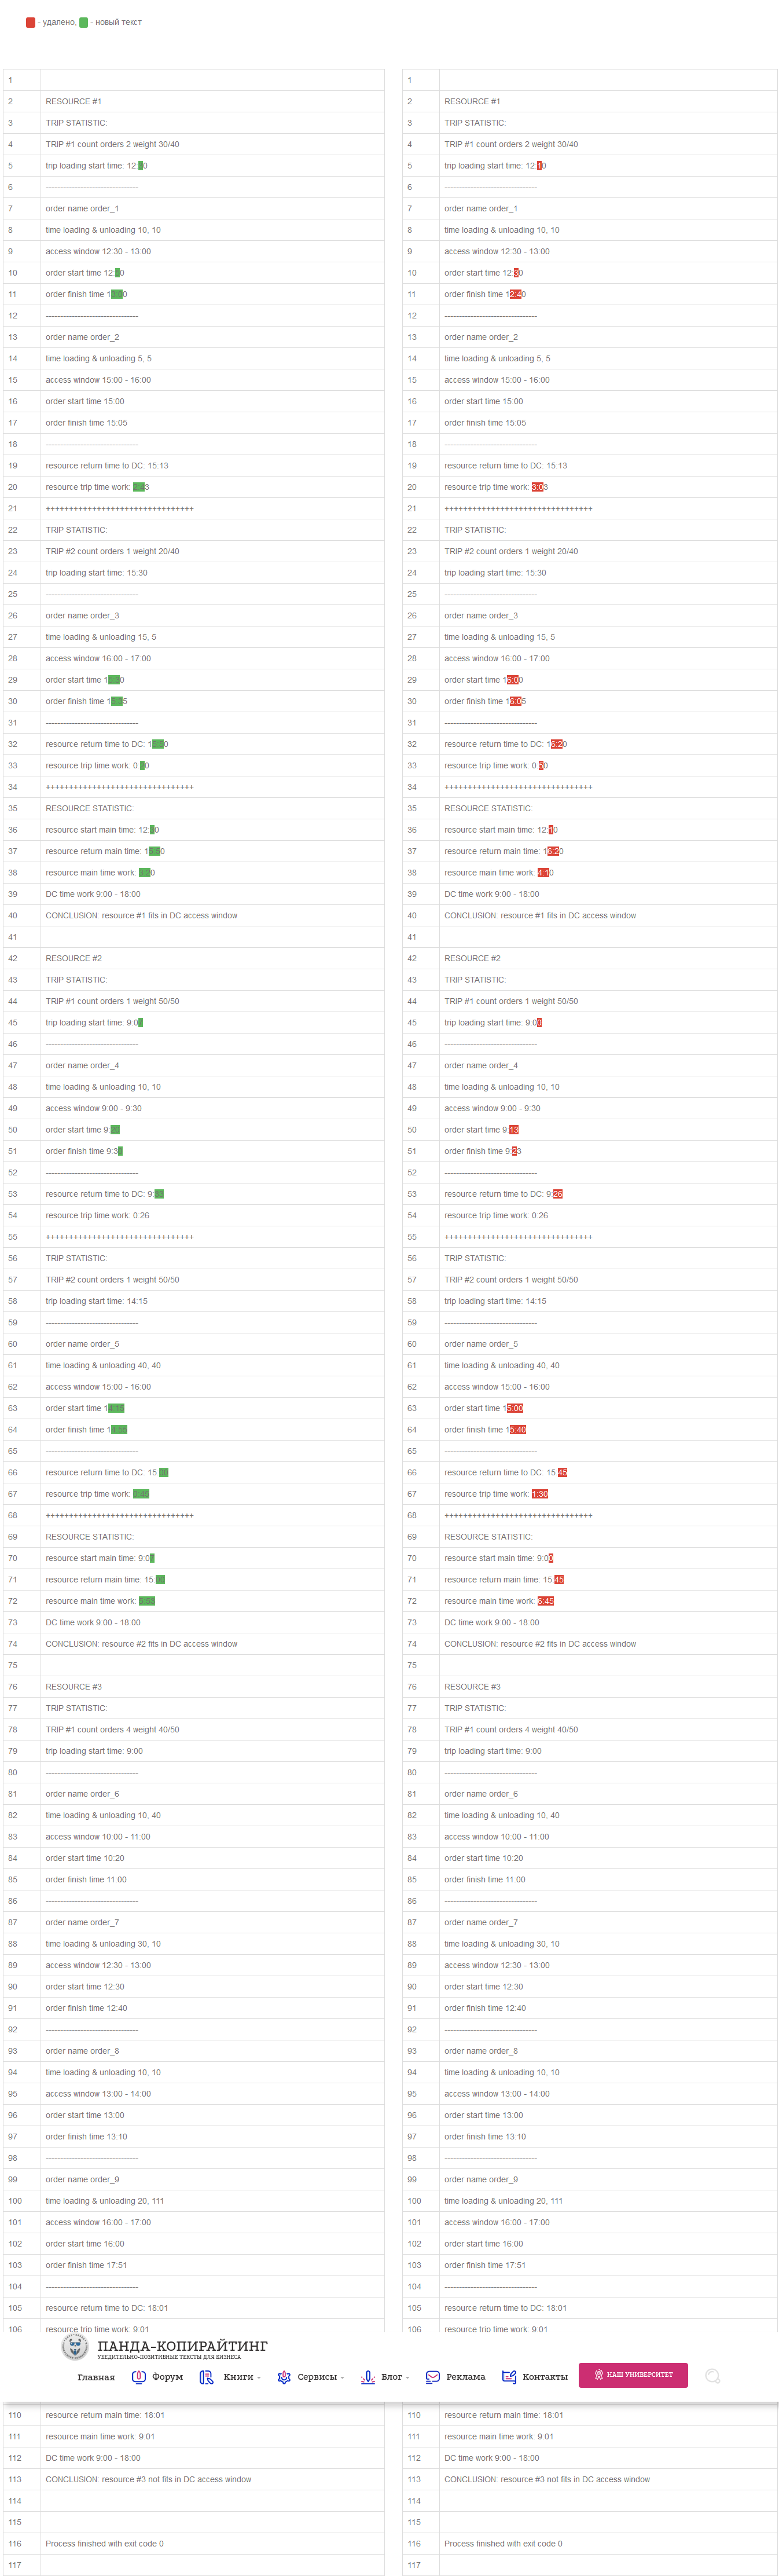 - удалено, - новый текст
1
2 RESOURCE #1
3 TRIP STATISTIC:
4 TRIP #1 count orders 2 weight 30/40
5 trip loading start time: 12:30
6 --------------------------------
7 order name order_1
8 time loading & unloading 10, 10
9 access window 12:30 - 13:00
10 order start time 12:50
11 order finish time 13:00
12 --------------------------------
13 order name order_2
14 time loading & unloading 5, 5
15 access window 15:00 - 16:00
16 order start time 15:00
17 order finish time 15:05
18 --------------------------------
19 resource return time to DC: 15:13
20 resource trip time work: 2:43
21 ++++++++++++++++++++++++++++++++
22 TRIP STATISTIC:
23 TRIP #2 count orders 1 weight 20/40
24 trip loading start time: 15:30
25 --------------------------------
26 order name order_3
27 time loading & unloading 15, 5
28 access window 16:00 - 17:00
29 order start time 15:30
30 order finish time 15:35
31 --------------------------------
32 resource return time to DC: 15:50
33 resource trip time work: 0:20
34 ++++++++++++++++++++++++++++++++
35 RESOURCE STATISTIC:
36 resource start main time: 12:30
37 resource return main time: 15:50
38 resource main time work: 3:20
39 DC time work 9:00 - 18:00
40 CONCLUSION: resource #1 fits in DC access window
41
42 RESOURCE #2
43 TRIP STATISTIC:
44 TRIP #1 count orders 1 weight 50/50
45 trip loading start time: 9:07
46 --------------------------------
47 order name order_4
48 time loading & unloading 10, 10
49 access window 9:00 - 9:30
50 order start time 9:20
51 order finish time 9:30
52 --------------------------------
53 resource return time to DC: 9:33
54 resource trip time work: 0:26
55 ++++++++++++++++++++++++++++++++
56 TRIP STATISTIC:
57 TRIP #2 count orders 1 weight 50/50
58 trip loading start time: 14:15
59 --------------------------------
60 order name order_5
61 time loading & unloading 40, 40
62 access window 15:00 - 16:00
63 order start time 14:15
64 order finish time 14:55
65 --------------------------------
66 resource return time to DC: 15:00
67 resource trip time work: 0:45
68 ++++++++++++++++++++++++++++++++
69 RESOURCE STATISTIC:
70 resource start main time: 9:07
71 resource return main time: 15:00
72 resource main time work: 5:53
73 DC time work 9:00 - 18:00
74 CONCLUSION: resource #2 fits in DC access window
75
76 RESOURCE #3
77 TRIP STATISTIC:
78 TRIP #1 count orders 4 weight 40/50
79 trip loading start time: 9:00
80 --------------------------------
81 order name order_6
82 time loading & unloading 10, 40
83 access window 10:00 - 11:00
84 order start time 10:20
85 order finish time 11:00
86 --------------------------------
87 order name order_7
88 time loading & unloading 30, 10
89 access window 12:30 - 13:00
90 order start time 12:30
91 order finish time 12:40
92 --------------------------------
93 order name order_8
94 time loading & unloading 10, 10
95 access window 13:00 - 14:00
96 order start time 13:00
97 order finish time 13:10
98 --------------------------------
99 order name order_9
100 time loading & unloading 20, 111
101 access window 16:00 - 17:00
102 order start time 16:00
103 order finish time 17:51
104 --------------------------------
105 resource return time to DC: 18:01
106 resource trip time work: 9:01
110 resource return main time: 18:01
111 resource main time work: 9:01
112 DC time work 9:00 - 18:00
113 CONCLUSION: resource #3 not fits in DC access window
114
115
116 Process finished with exit code 0
117
1
2 RESOURCE #1
3 TRIP STATISTIC:
4 TRIP #1 count orders 2 weight 30/40
5 trip loading start time: 12:10
6 --------------------------------
7 order name order_1
8 time loading & unloading 10, 10
9 access window 12:30 - 13:00
10 order start time 12:30
11 order finish time 12:40
12 --------------------------------
13 order name order_2
14 time loading & unloading 5, 5
15 access window 15:00 - 16:00
16 order start time 15:00
17 order finish time 15:05
18 --------------------------------
19 resource return time to DC: 15:13
20 resource trip time work: 3:03
21 ++++++++++++++++++++++++++++++++
22 TRIP STATISTIC:
23 TRIP #2 count orders 1 weight 20/40
24 trip loading start time: 15:30
25 --------------------------------
26 order name order_3
27 time loading & unloading 15, 5
28 access window 16:00 - 17:00
29 order start time 16:00
30 order finish time 16:05
31 --------------------------------
32 resource return time to DC: 16:20
33 resource trip time work: 0:50
34 ++++++++++++++++++++++++++++++++
35 RESOURCE STATISTIC:
36 resource start main time: 12:10
37 resource return main time: 16:20
38 resource main time work: 4:10
39 DC time work 9:00 - 18:00
40 CONCLUSION: resource #1 fits in DC access window
41
42 RESOURCE #2
43 TRIP STATISTIC:
44 TRIP #1 count orders 1 weight 50/50
45 trip loading start time: 9:00
46 --------------------------------
47 order name order_4
48 time loading & unloading 10, 10
49 access window 9:00 - 9:30
50 order start time 9:13
51 order finish time 9:23
52 --------------------------------
53 resource return time to DC: 9:26
54 resource trip time work: 0:26
55 ++++++++++++++++++++++++++++++++
56 TRIP STATISTIC:
57 TRIP #2 count orders 1 weight 50/50
58 trip loading start time: 14:15
59 --------------------------------
60 order name order_5
61 time loading & unloading 40, 40
62 access window 15:00 - 16:00
63 order start time 15:00
64 order finish time 15:40
65 --------------------------------
66 resource return time to DC: 15:45
67 resource trip time work: 1:30
68 ++++++++++++++++++++++++++++++++
69 RESOURCE STATISTIC:
70 resource start main time: 9:00
71 resource return main time: 15:45
72 resource main time work: 6:45
73 DC time work 9:00 - 18:00
74 CONCLUSION: resource #2 fits in DC access window
75
76 RESOURCE #3
77 TRIP STATISTIC:
78 TRIP #1 count orders 4 weight 40/50
79 trip loading start time: 9:00
80 --------------------------------
81 order name order_6
82 time loading & unloading 10, 40
83 access window 10:00 - 11:00
84 order start time 10:20
85 order finish time 11:00
86 --------------------------------
87 order name order_7
88 time loading & unloading 30, 10
89 access window 12:30 - 13:00
90 order start time 12:30
91 order finish time 12:40
92 --------------------------------
93 order name order_8
94 time loading & unloading 10, 10
95 access window 13:00 - 14:00
96 order start time 13:00
97 order finish time 13:10
98 --------------------------------
99 order name order_9
100 time loading & unloading 20, 111
101 access window 16:00 - 17:00
102 order start time 16:00
103 order finish time 17:51
104 --------------------------------
105 resource return time to DC: 18:01
106 resource trip time work: 9:01
110 resource return main time: 18:01
111 resource main time work: 9:01
112 DC time work 9:00 - 18:00
113 CONCLUSION: resource #3 not fits in DC access window
114
115
116 Process finished with exit code 0
117
ПАНДА-КОПИРАЙТИНГ
УБЕДИТЕЛЬНО-ПОЗИТИВНЫЕ ТЕКСТЫ ДЛЯ БИЗНЕСА
Главная Форум Книги Сервисы Блог Реклама Контакты НАШ УНИВЕРСИТЕТ